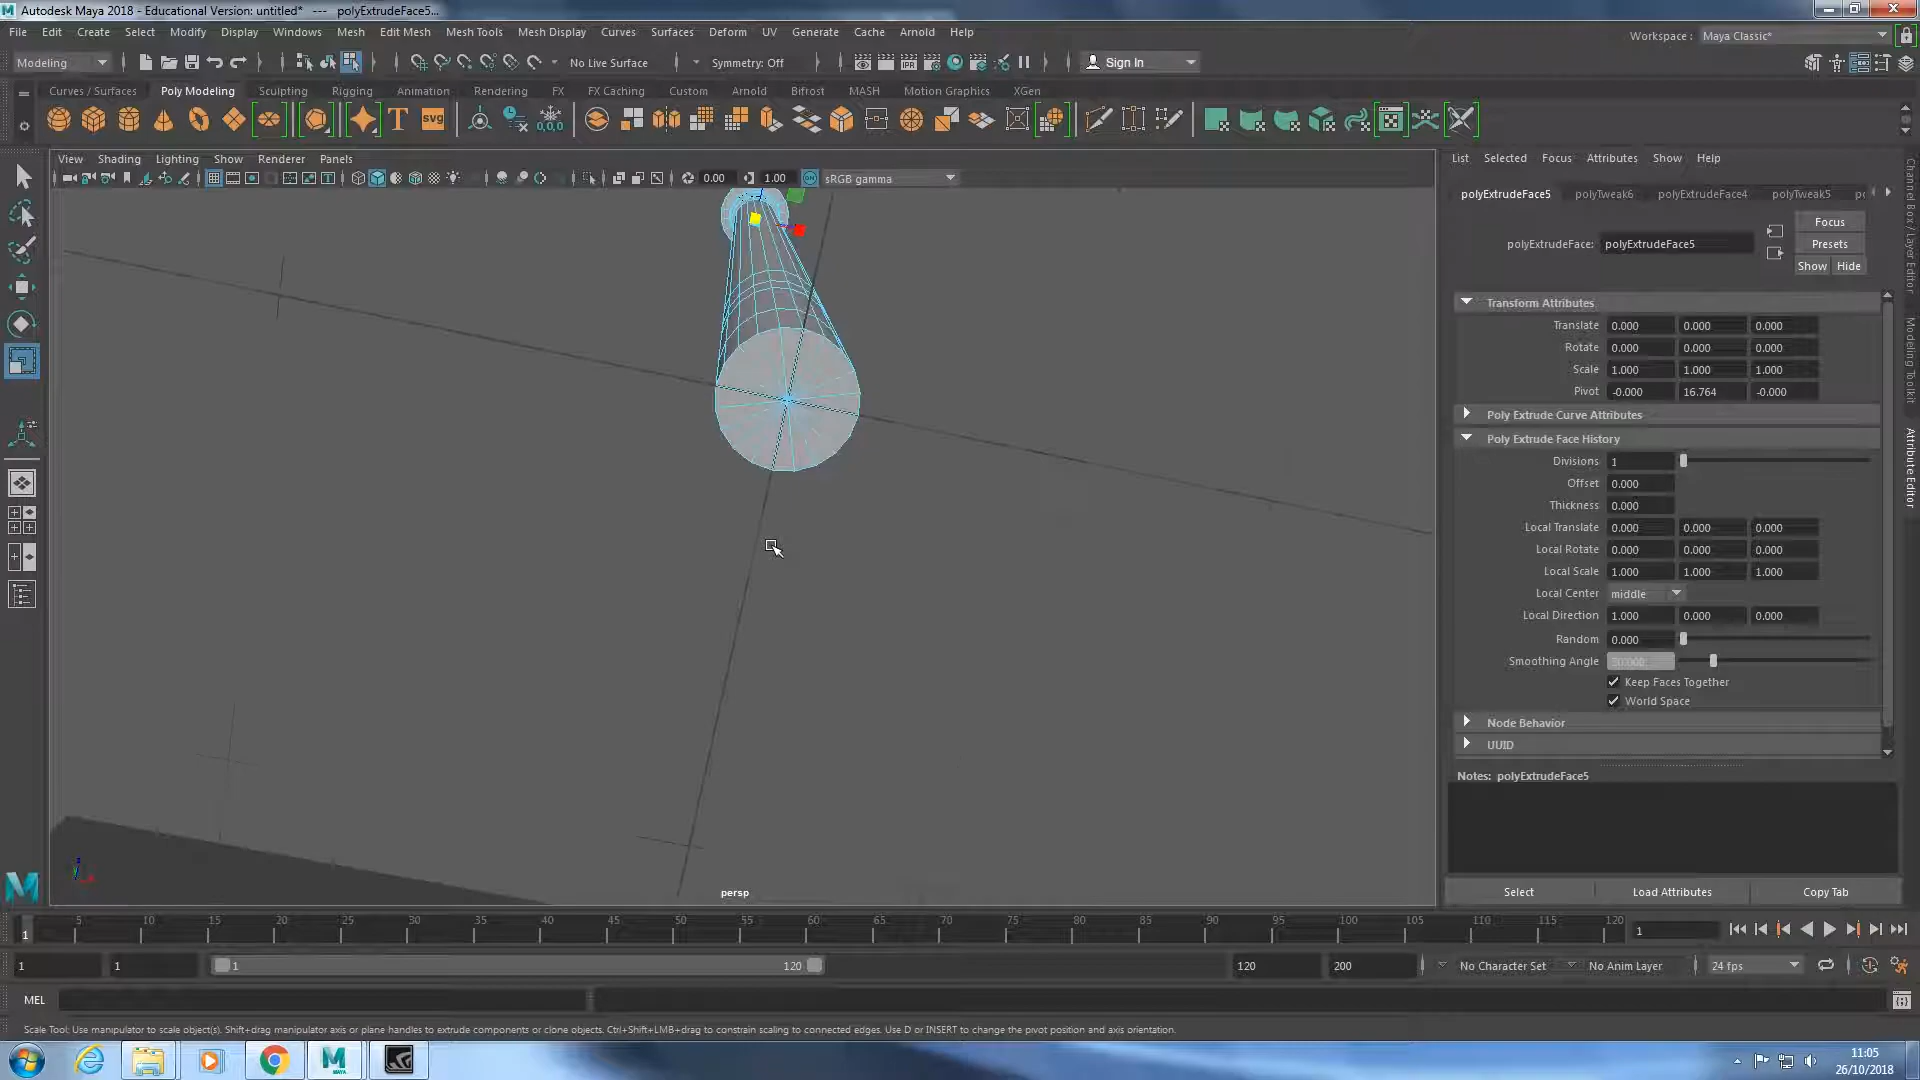 Autodesk Maya 2018 - Educational Version: untitled*   ---   polyExtrudeFace5...
File Edit Create Select Modify Display Windows Mesh Edit Mesh Mesh Tools Mesh Display Curves Surfaces Deform UV Generate Cache Arnold Help
Workspace : Maya Classic*
Modeling No Live Surface Symmetry: Off Sign In
Curves / Surfaces Poly Modeling Sculpting Rigging Animation Rendering FX FX Caching Custom Arnold Bifrost MASH Motion Graphics XGen
View Shading Lighting Show Renderer Panels
0.00 1.00 sRGB gamma
persp
List Selected Focus Attributes Show Help
polyExtrudeFace5 polyTweak6 polyExtrudeFace4 polyTweak5
Focus
polyExtrudeFace: polyExtrudeFace5 Presets
Show Hide
Transform Attributes
Translate 0.000 0.000 0.000
Rotate 0.000 0.000 0.000
Scale 1.000 1.000 1.000
Pivot -0.000 16.764 -0.000
Poly Extrude Curve Attributes
Poly Extrude Face History
Divisions 1
Offset 0.000
Thickness 0.000
Local Translate 0.000 0.000 0.000
Local Rotate 0.000 0.000 0.000
Local Scale 1.000 1.000 1.000
Local Center middle
Local Direction 1.000 0.000 0.000
Random 0.000
Smoothing Angle
Keep Faces Together
World Space
Node Behavior
UUID
Notes: polyExtrudeFace5
Select Load Attributes Copy Tab
Channel Box / Layer Editor
Modeling Toolkit
Attribute Editor
5 10 15 20 25 30 35 40 45 50 55 60 65 70 75 80 85 90 95 100 105 110 115 120
1 1
1 1 1 120 120 200 No Character Set No Anim Layer 24 fps
MEL
Scale Tool: Use manipulator to scale object(s). Shift+drag manipulator axis or plane handles to extrude components or clone objects. Ctrl+Shift+LMB+drag to constrain scaling to connected edges. Use D or INSERT to change the pivot position and axis orientation.
11:05
26/10/2018